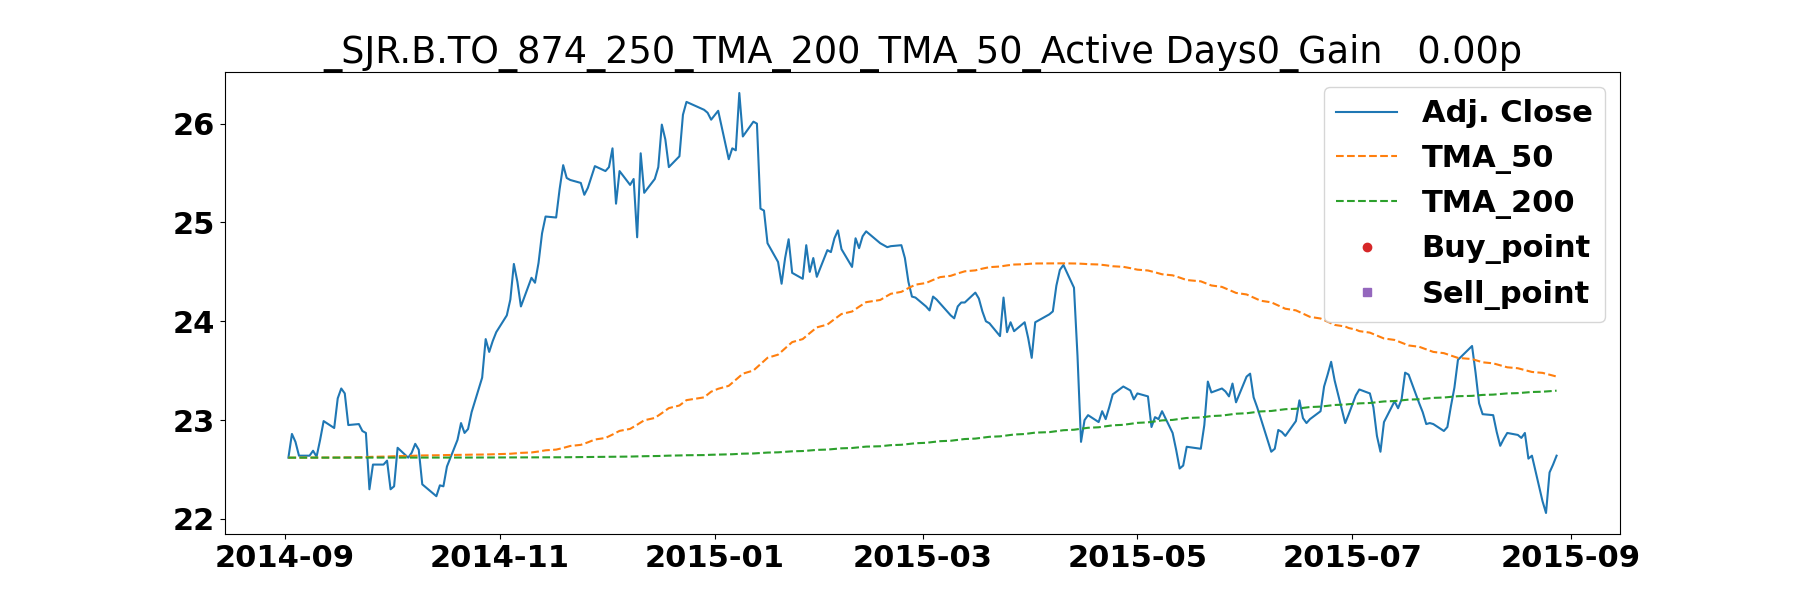 _SJR.B.TO_874_250_TMA_200_TMA_50_Active Days0_Gain   0.00p
Adj. Close
TMA_50
TMA_200
Buy_point
Sell_point
26
25
24
23
22
2014-09 2014-11 2015-01 2015-03 2015-05 2015-07 2015-09